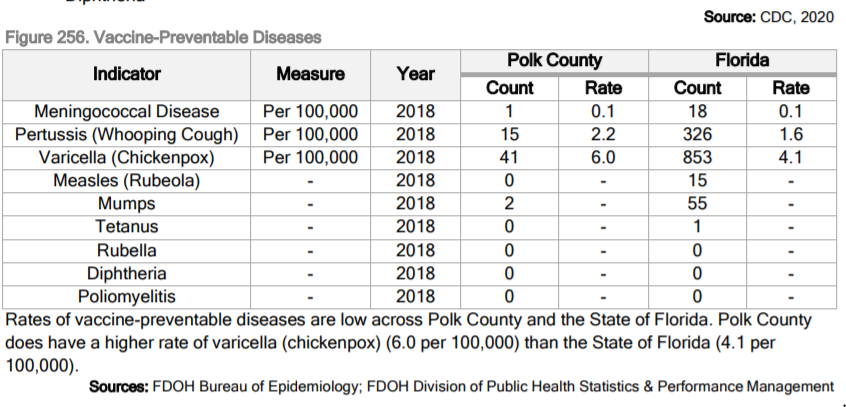 Source: CDC, 2020
Figure 256. Vaccine-Preventable Diseases
Indicator Measure Year Polk County Florida
Count Rate Count Rate
Meningococcal Disease Per 100,000 2018 1 0.1 18 0.1
Pertussis (Whooping Cough) Per 100,000 2018 15 2.2 326 1.6
Varicella (Chickenpox) Per 100,000 2018 41 6.0 853 4.1
Measles (Rubeola) - 2018 0 - 15 -
Mumps - 2018 2 - 55 -
Tetanus - 2018 0 - 1 -
Rubella - 2018 0 - 0 -
Diphtheria - 2018 0 - 0 -
Poliomyelitis - 2018 0 - 0 -
Rates of vaccine-preventable diseases are low across Polk County and the State of Florida. Polk County
does have a higher rate of varicella (chickenpox) (6.0 per 100,000) than the State of Florida (4.1 per
100,000).
Sources: FDOH Bureau of Epidemiology; FDOH Division of Public Health Statistics & Performance Management